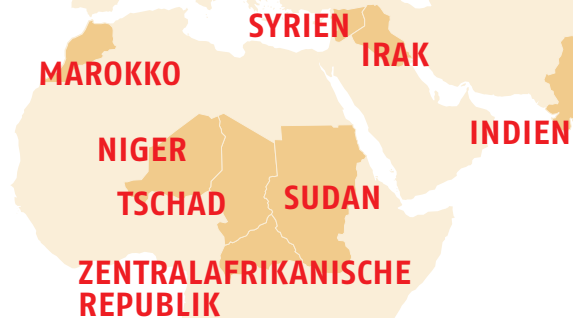 SYRIEN
IRAK
MAROKKO
INDIEN
NIGER
TSCHAD
SUDAN
ZENTRALAFRIKANISCHE
REPUBLIK